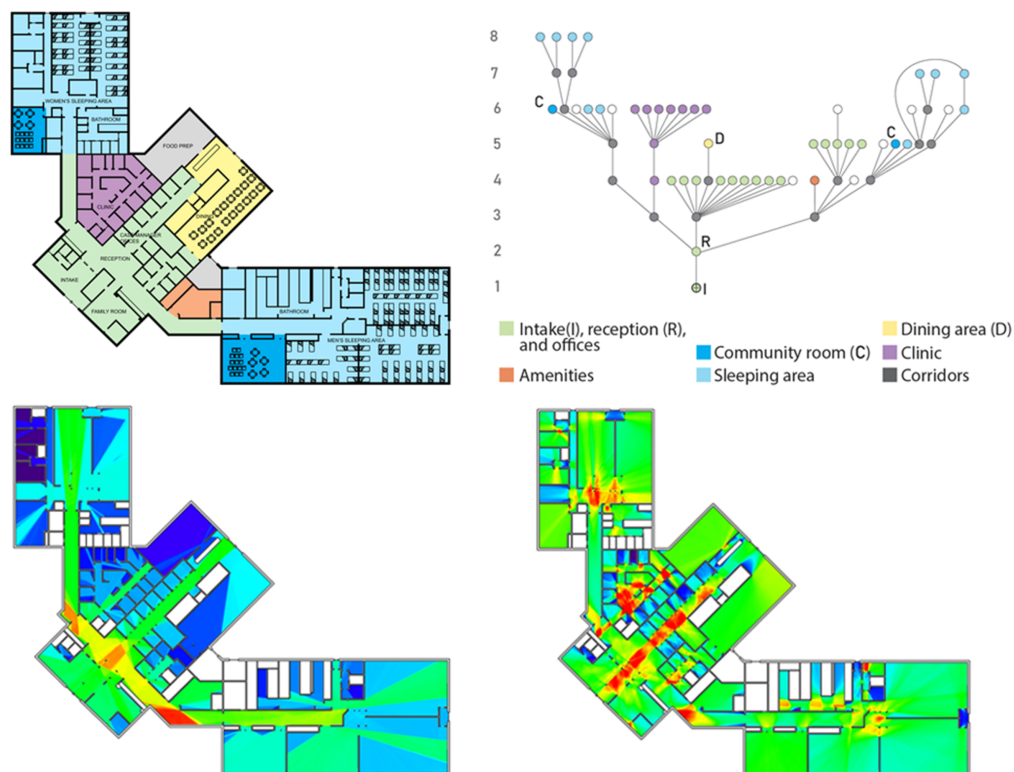 WOMEN'S SLEEPING AREA
BATHROOM
FOOD PREP
CLINIC
DINING
CASE MANAGER
OFFICES
RECEPTION
INTAKE
FAMILY ROOM
BATHROOM
MEN'S SLEEPING AREA
8
7
6
C
5
D
C
4
3
2
R
1
I
Intake(I), reception (R),
and offices
Amenities
Community room (C)
Sleeping area
Dining area (D)
Clinic
Corridors